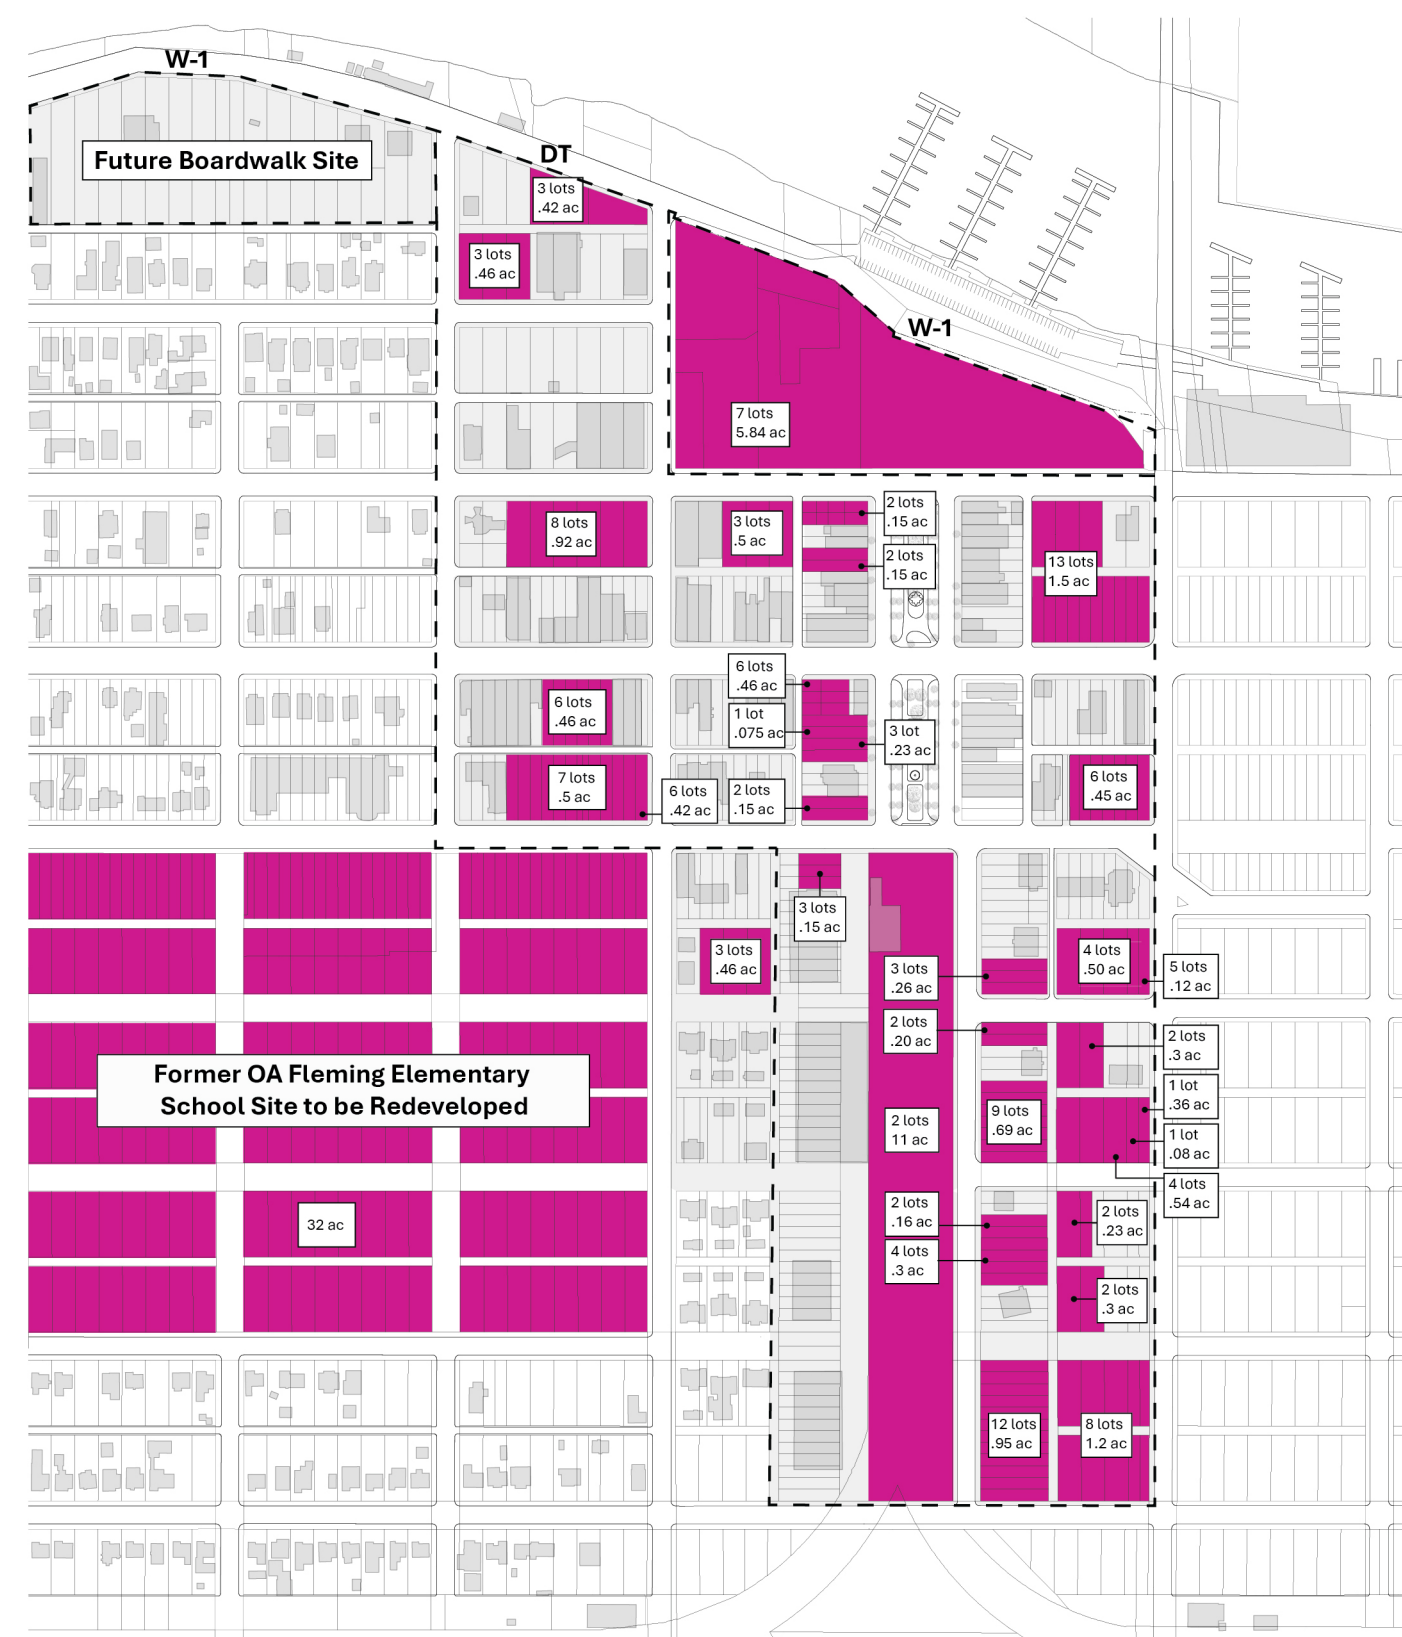 W-1
Future Boardwalk Site
DT
3 lots
.42 ac
3 lots
.46 ac
W-1
7 lots
5.84 ac
8 lots
.92 ac
3 lots
.5 ac
2 lots
.15 ac
2 lots
.15 ac
13 lots
1.5 ac
6 lots
.46 ac
6 lots
.46 ac
1 lot
.075 ac
3 lot
.23 ac
7 lots
.5 ac
6 lots
.42 ac
2 lots
.15 ac
6 lots
.45 ac
3 lots
.15 ac
3 lots
.46 ac
3 lots
.26 ac
4 lots
.50 ac
5 lots
.12 ac
2 lots
.20 ac
2 lots
.3 ac
Former OA Fleming Elementary
School Site to be Redeveloped
1 lot
.36 ac
9 lots
.69 ac
2 lots
11 ac
1 lot
.08 ac
4 lots
.54 ac
32 ac
2 lots
.16 ac
2 lots
.23 ac
4 lots
.3 ac
2 lots
.3 ac
12 lots
.95 ac
8 lots
1.2 ac